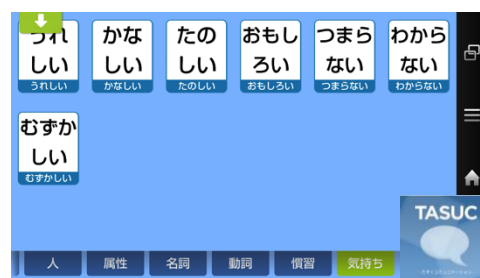 うれ
しい
うれしい
かな
しい
かなしい
たの
しい
たのしい
おもし
ろい
おもしろい
つまら
ない
つまらない
わから
ない
わからない
むずか
しい
むずかしい
人
属性
名詞
動詞
慣習
気持ち
TASUC